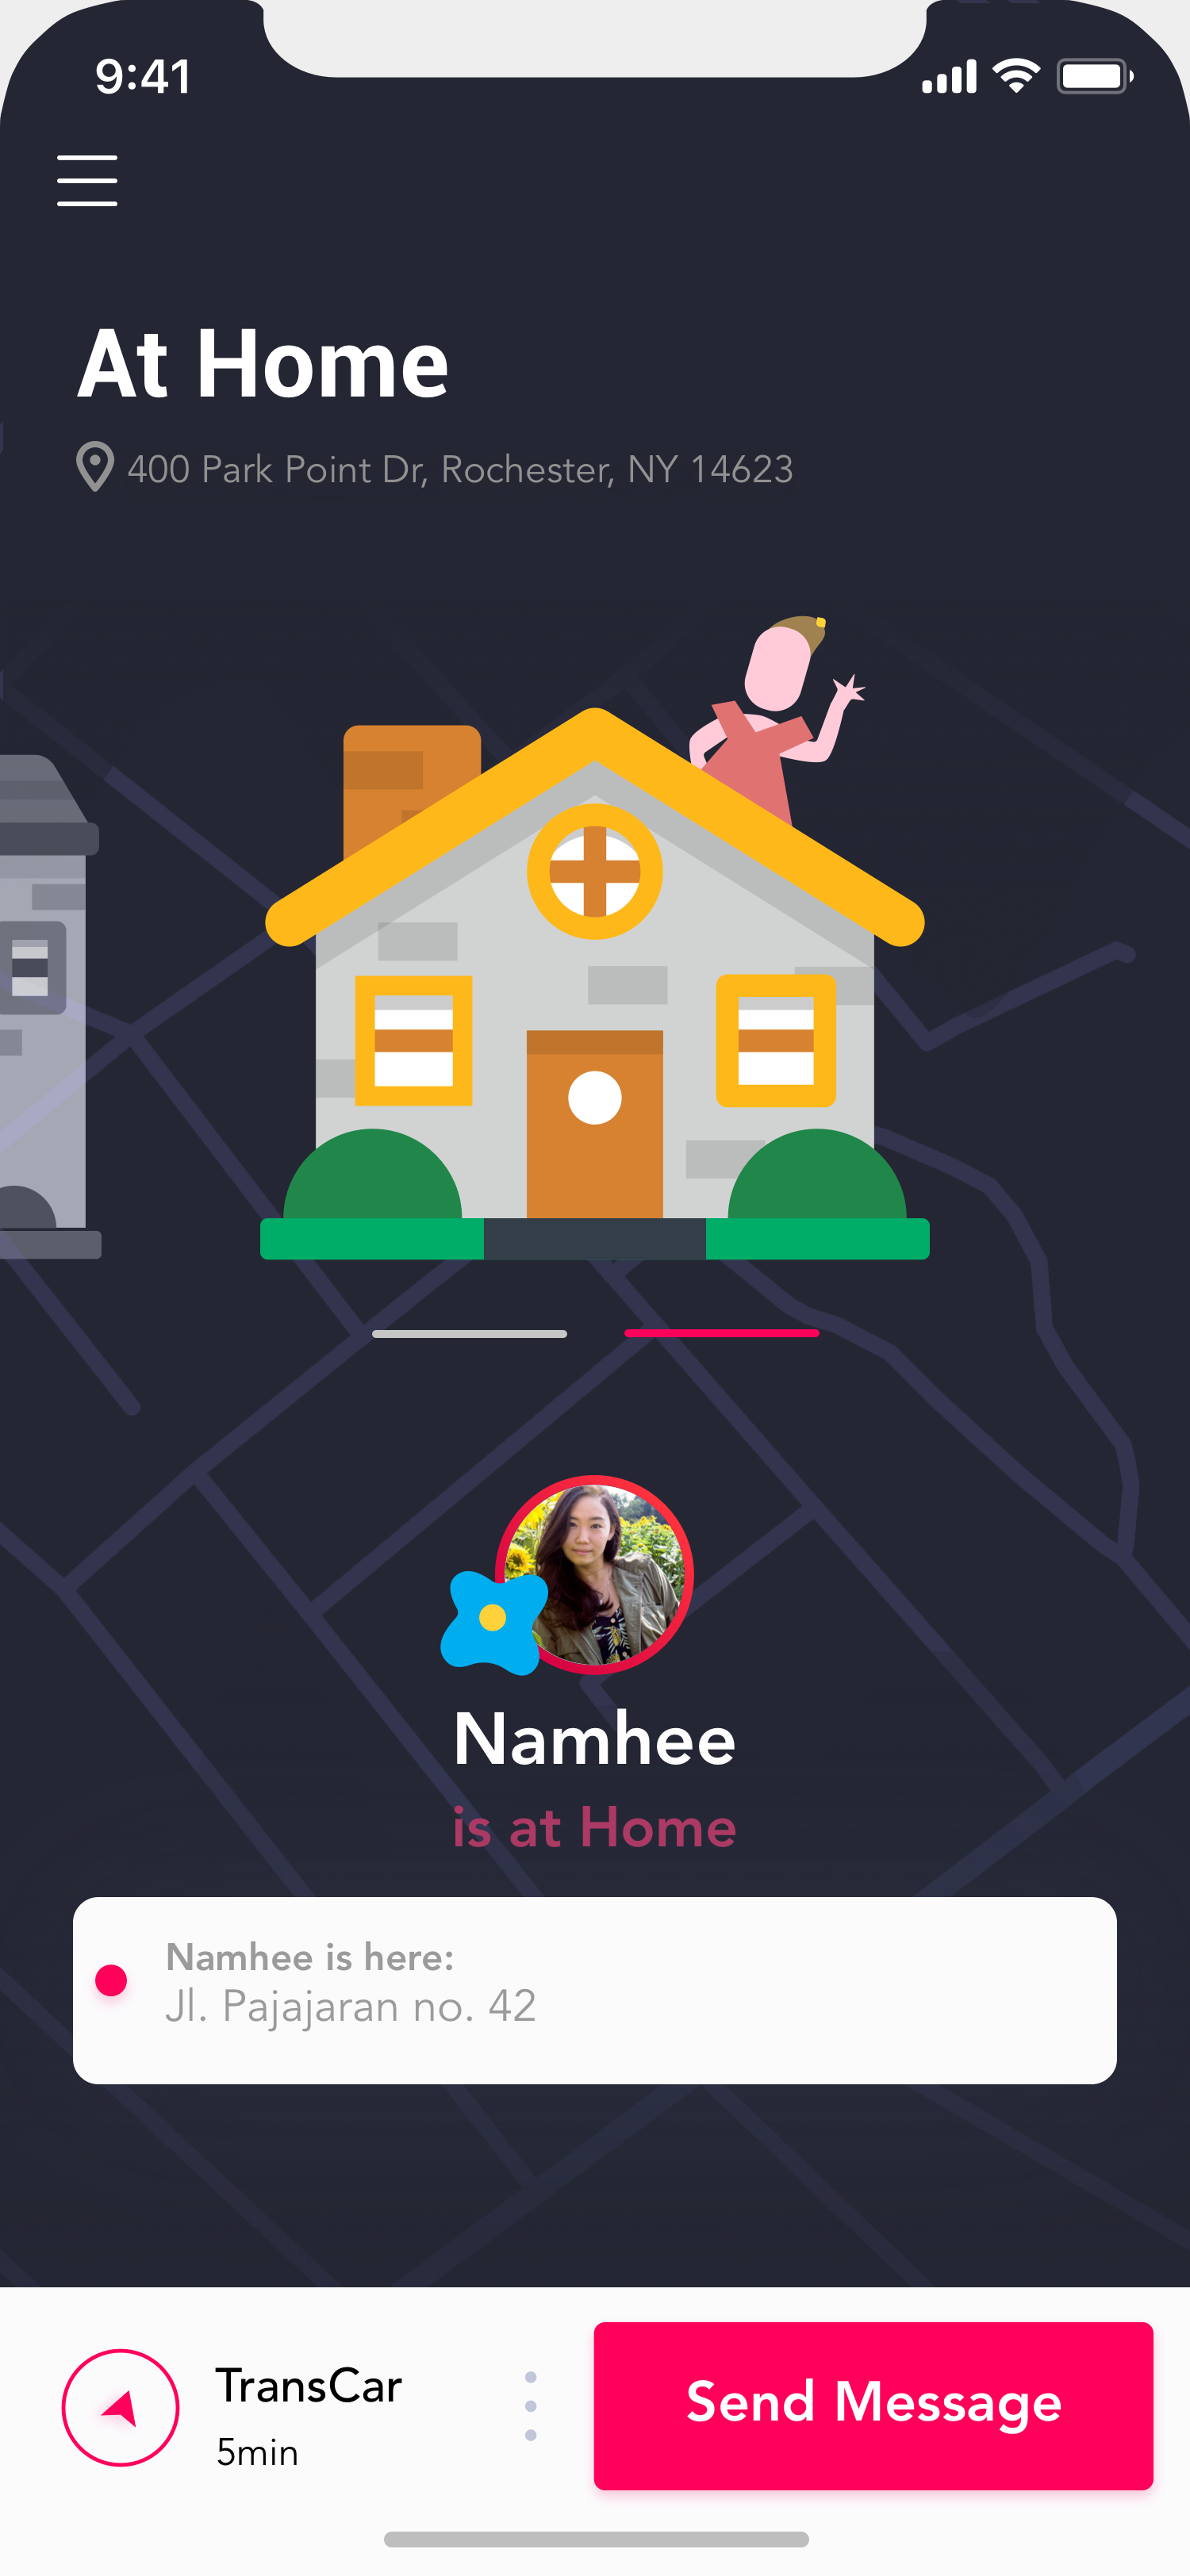 9:41
At Home
400 Park Point Dr, Rochester, NY 14623
Namhee
is at Home
Namhee is here:
Jl. Pajajaran no. 42
TransCar
5min
Send Message